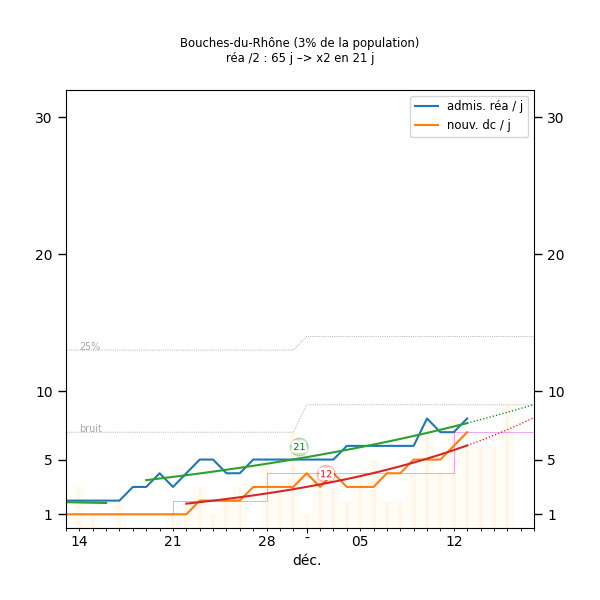 Bouches-du-Rhône (3% de la population)
réa /2 : 65 j –> x2 en 21 j
admis. réa / j
nouv. dc / j
30 30
20 20
25%
10 10
bruit
21
5 5
12
1 1
14 21 28 - 05 12
déc.